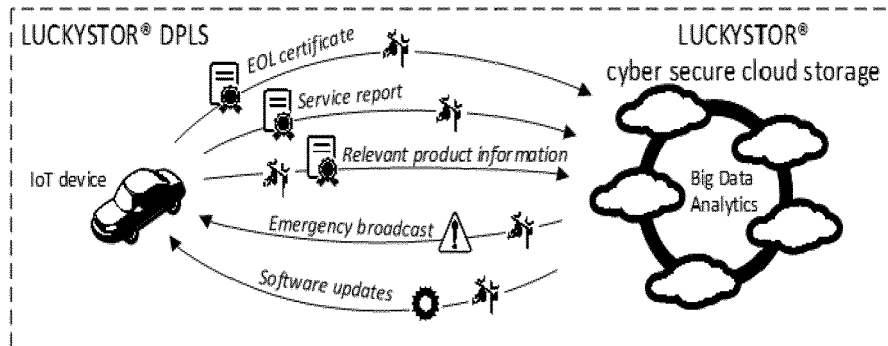 LUCKYSTOR® DPLS
EOL certificate
LUCKYSTOR®
cyber secure cloud storage
Service report
Relevant product information
IoT device
Big Data
Analytics
Emergency broadcast
Software updates